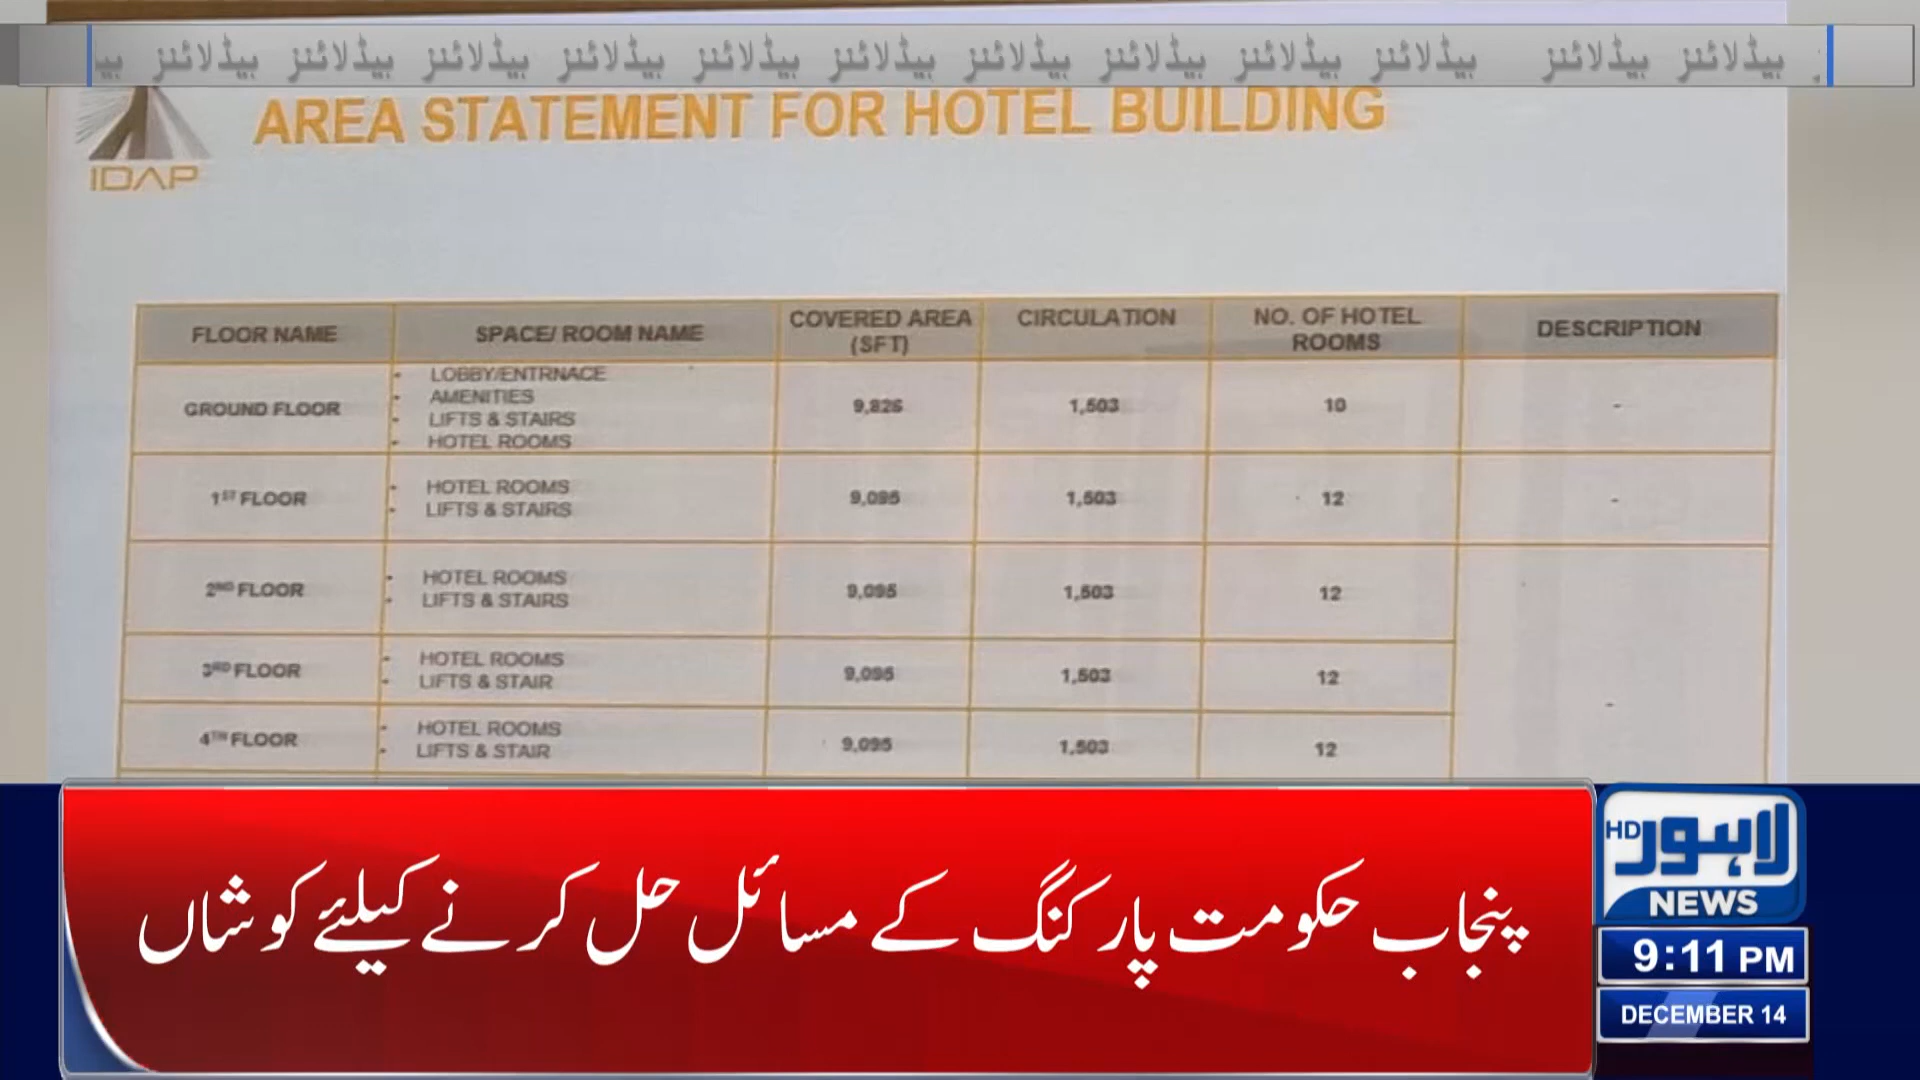 ہیڈلائنز ہیڈلائنز ہیڈلائنز ہیڈلائنز ہیڈلائنز ہیڈلائنز ہیڈلائنز ہیڈلائنز ہیڈلائنز ہیڈلائنز ہیڈلائنز ہیڈلائنز
AREA STATEMENT FOR HOTEL BUILDING
IDAP
FLOOR NAME SPACE/ ROOM NAME COVERED AREA (SFT) CIRCULATION NO. OF HOTEL ROOMS DESCRIPTION
GROUND FLOOR
• LOBBY/ENTRNACE
• AMENITIES
• LIFTS & STAIRS
• HOTEL ROOMS
9,826 1,503 10 -
1ST FLOOR
• HOTEL ROOMS
• LIFTS & STAIRS
9,095 1,503 12 -
2ND FLOOR
• HOTEL ROOMS
• LIFTS & STAIRS
9,095 1,503 12
3RD FLOOR
• HOTEL ROOMS
• LIFTS & STAIR
9,095 1,503 12
-
4TH FLOOR
• HOTEL ROOMS
• LIFTS & STAIR
9,095 1,503 12
پنجاب حکومت پارکنگ کے مسائل حل کرنے کیلئے کوشاں
لاہور HD
NEWS
9:11 PM
DECEMBER 14